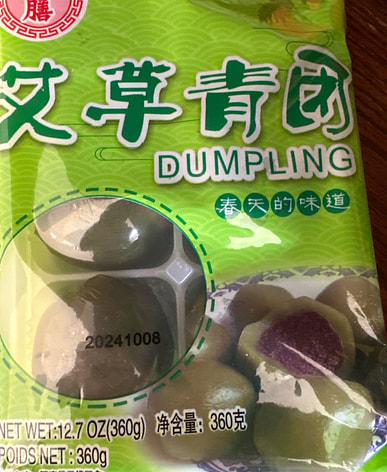 膳
艾草青团
DUMPLING
春天的味道
20241008
NET WET:12.7 OZ(360g) 净含量: 360克
POIDS NET : 360g